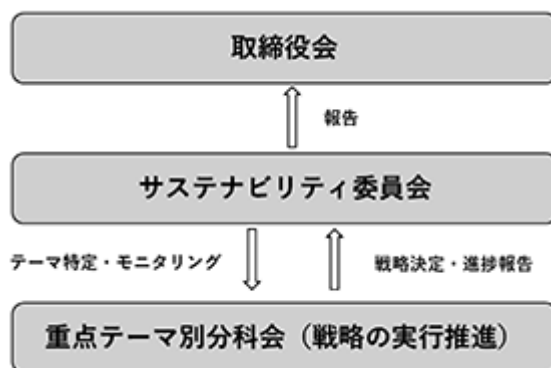 取締役会
報告
サステナビリティ委員会
テーマ特定・モニタリング
戦略決定・進捗報告
重点テーマ別分科会（戦略の実行推進）